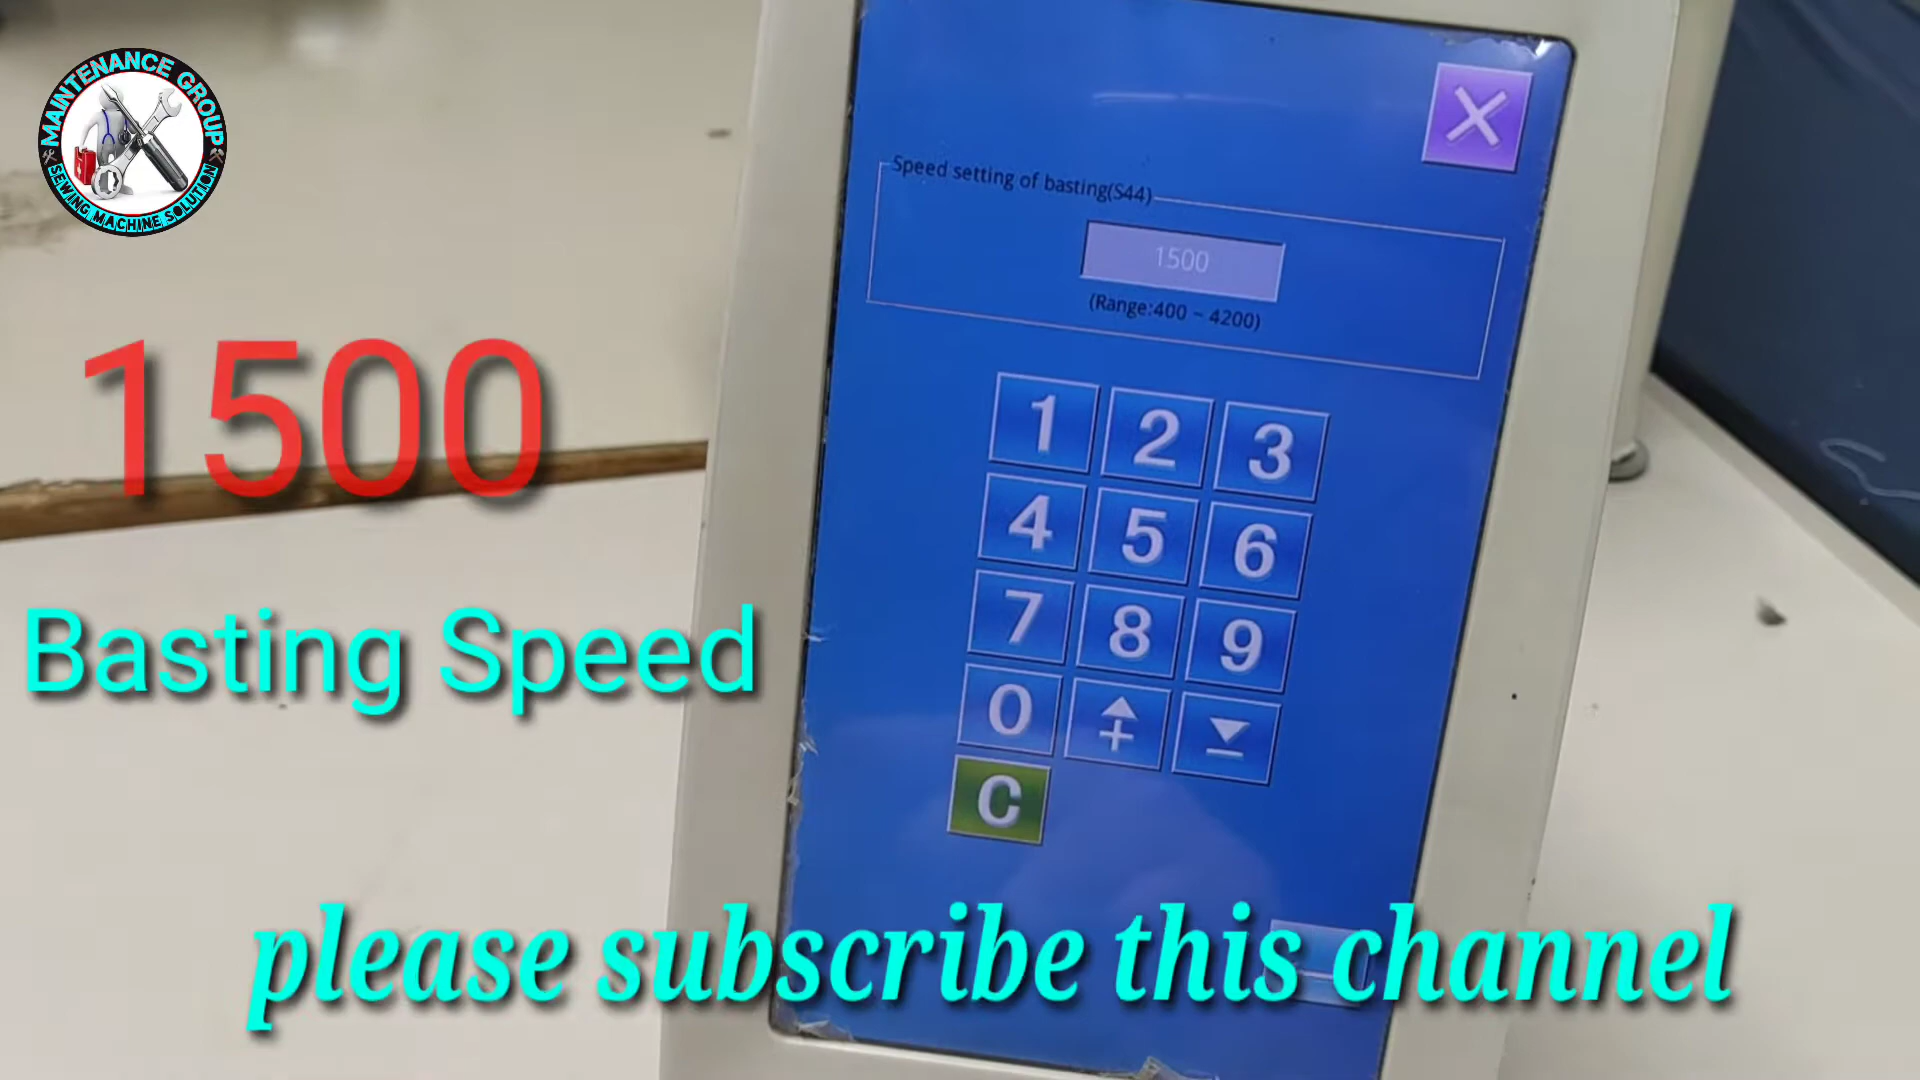 MAINTENANCE GROUP
SEWING MACHINE SOLUTION
Speed setting of basting(S44)
1500
(Range:400 ~ 4200)
1 2 3
4 5 6
7 8 9
0 + −
C
1500
Basting Speed
please subscribe this channel